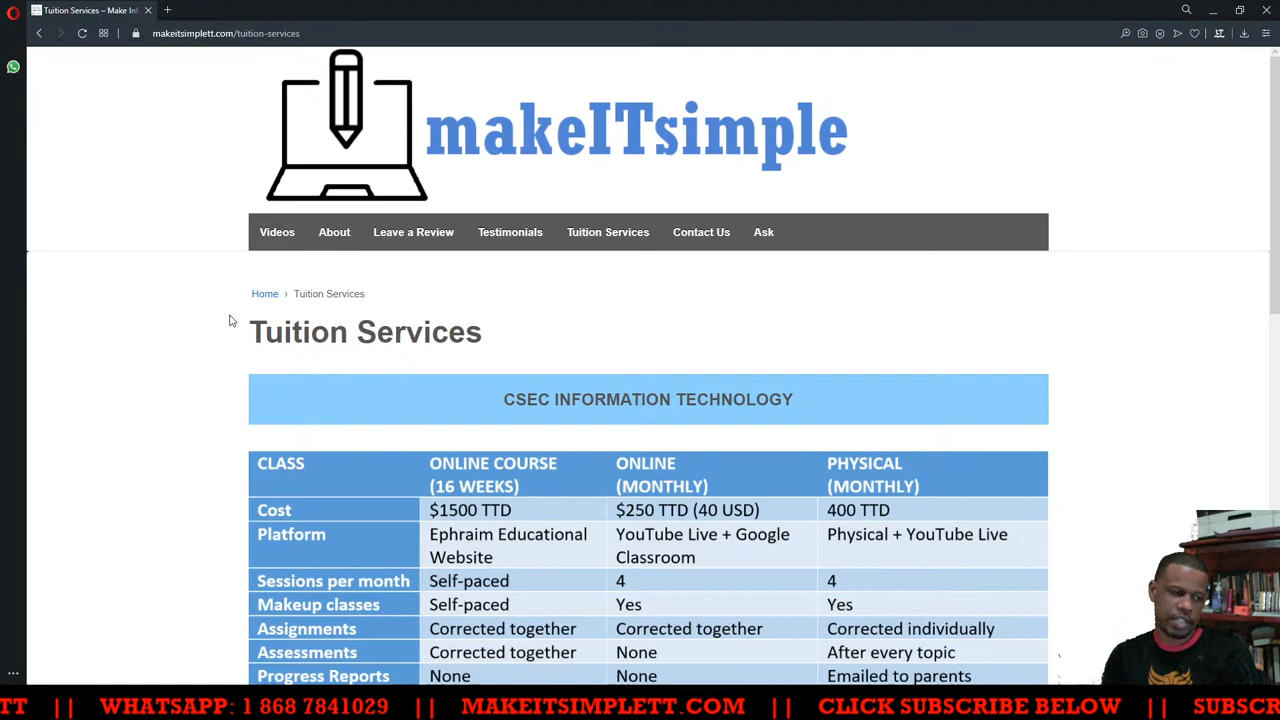 Tuition Services – Make In
makeitsimplett.com/tuition-services
makeITsimple
Videos About Leave a Review Testimonials Tuition Services Contact Us Ask
Home › Tuition Services
Tuition Services
CSEC INFORMATION TECHNOLOGY
CLASS ONLINE COURSE (16 WEEKS) ONLINE (MONTHLY) PHYSICAL (MONTHLY)
Cost $1500 TTD $250 TTD (40 USD) 400 TTD
Platform Ephraim Educational Website YouTube Live + Google Classroom Physical + YouTube Live
Sessions per month Self-paced 4 4
Makeup classes Self-paced Yes Yes
Assignments Corrected together Corrected together Corrected individually
Assessments Corrected together None After every topic
Progress Reports None None Emailed to parents
TT || WHATSAPP: 1 868 7841029 || MAKEITSIMPLETT.COM || CLICK SUBSCRIBE BELOW || SUBSCR